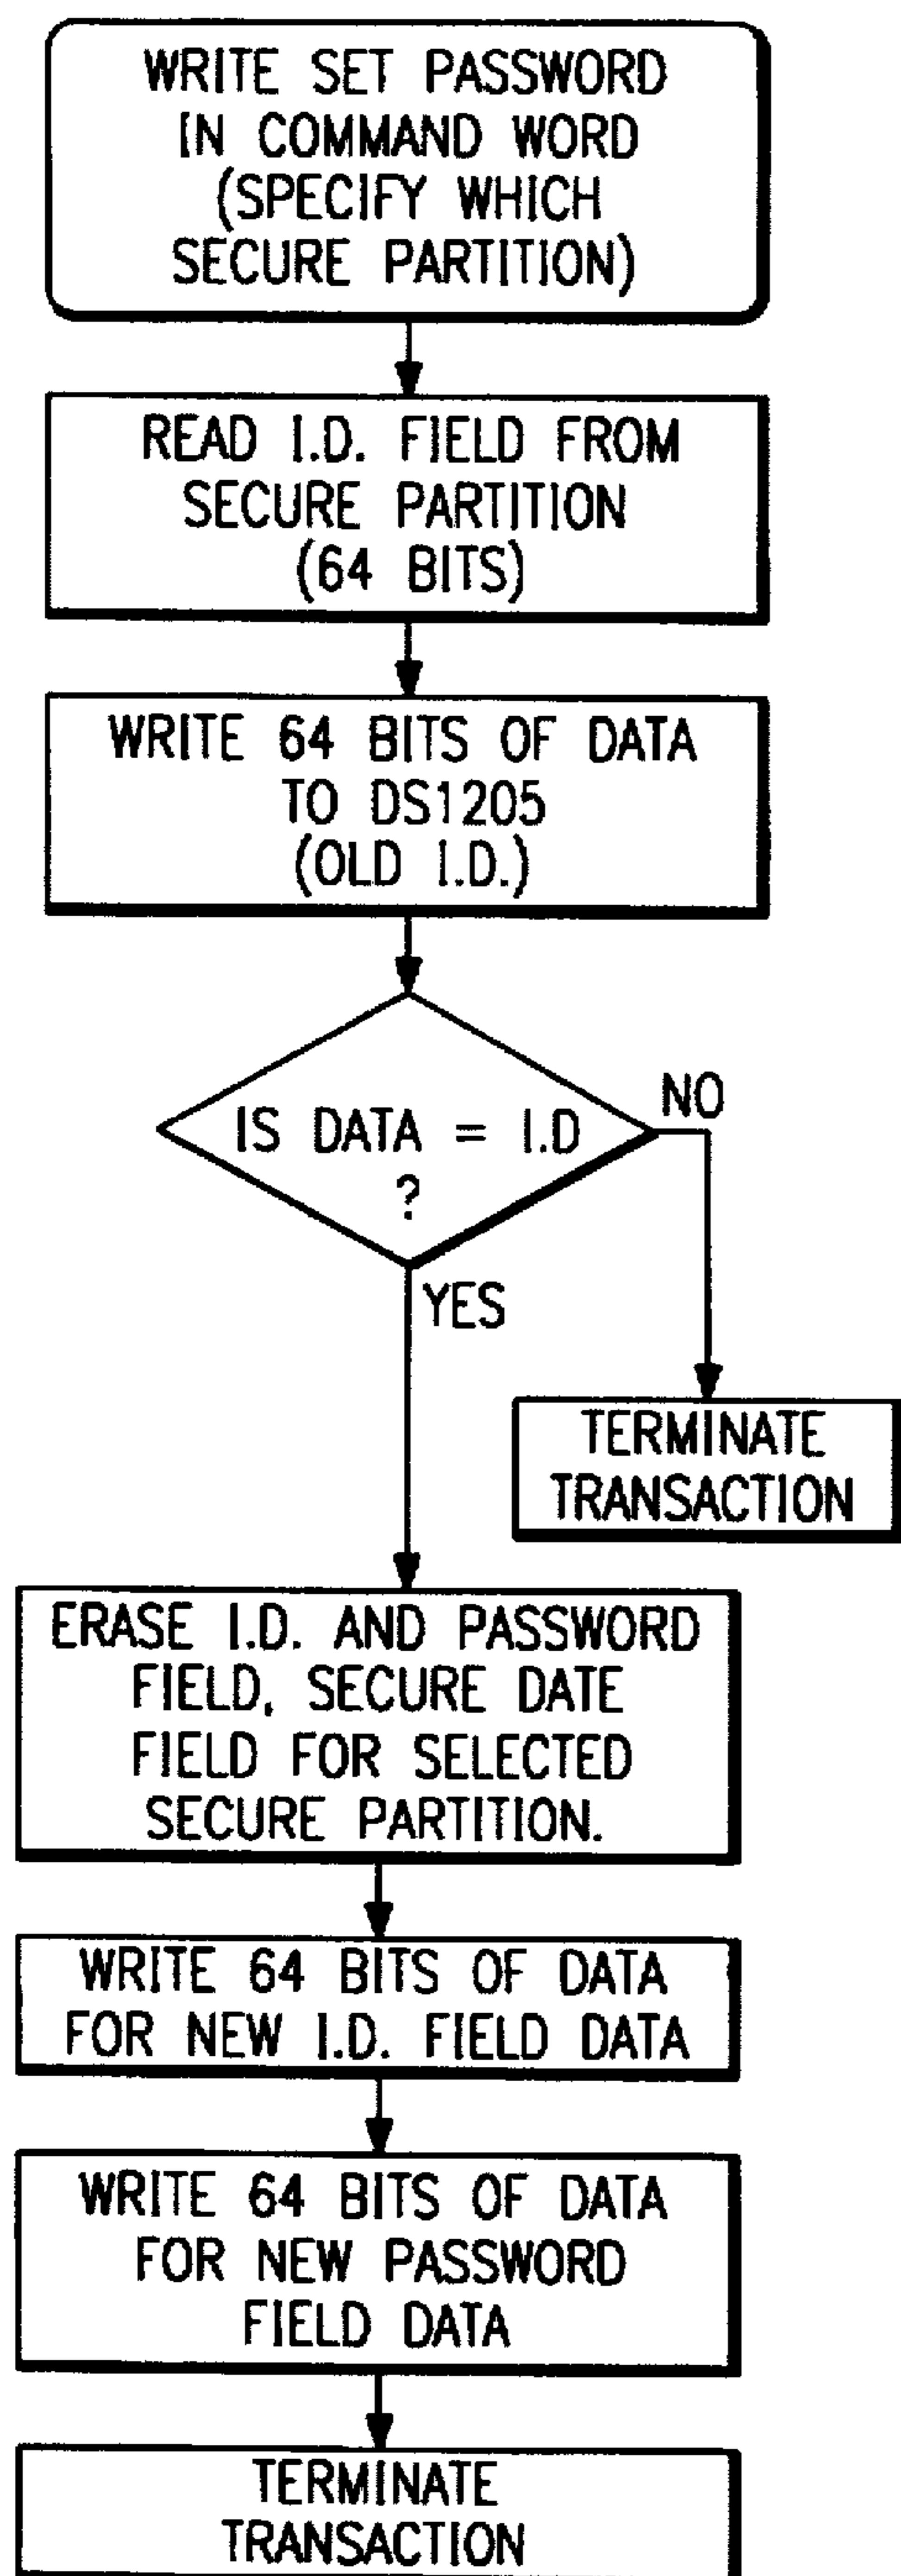 WRITE SET PASSWORD
IN COMMAND WORD
(SPECIFY WHICH
SECURE PARTITION)
READ I.D. FIELD FROM
SECURE PARTITION
(64 BITS)
WRITE 64 BITS OF DATA
TO DS1205
(OLD I.D.)
IS DATA = I.D
?
NO
YES
TERMINATE
TRANSACTION
ERASE I.D. AND PASSWORD
FIELD, SECURE DATE
FIELD FOR SELECTED
SECURE PARTITION.
WRITE 64 BITS OF DATA
FOR NEW I.D. FIELD DATA
WRITE 64 BITS OF DATA
FOR NEW PASSWORD
FIELD DATA
TERMINATE
TRANSACTION